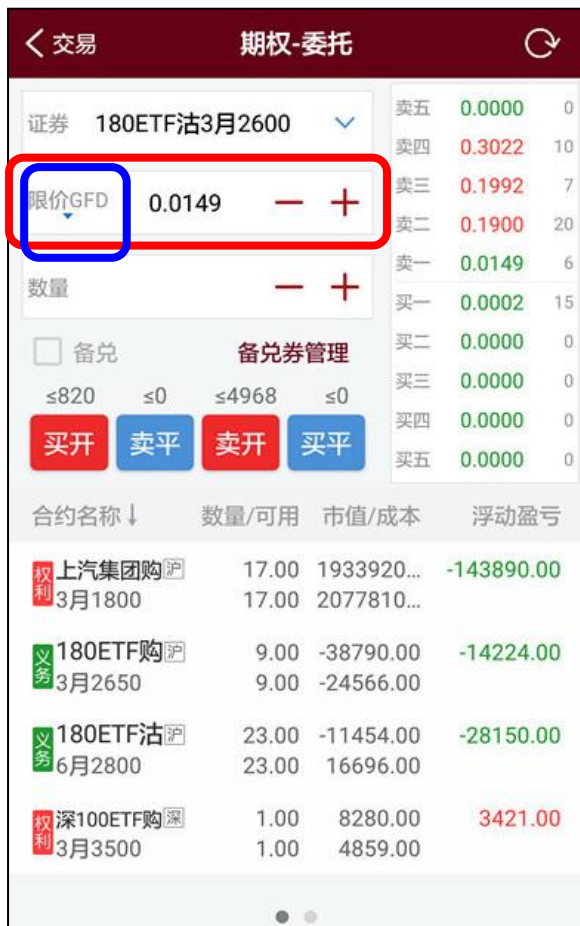 交易 期权-委托
证券 180ETF沽3月2600
限价GFD 0.0149
数量
备兑 备兑券管理
≤820 ≤0 ≤4968 ≤0
买开 卖平 卖开 买平
卖五 0.0000 0
卖四 0.3022 10
卖三 0.1992 7
卖二 0.1900 20
卖一 0.0149 6
买一 0.0002 15
买二 0.0000 0
买三 0.0000 0
买四 0.0000 0
买五 0.0000 0
合约名称↓ 数量/可用 市值/成本 浮动盈亏
权利 上汽集团购 沪 17.00 1933920... -143890.00
3月1800 17.00 2077810...
义务 180ETF购 沪 9.00 -38790.00 -14224.00
3月2650 9.00 -24566.00
义务 180ETF沽 沪 23.00 -11454.00 -28150.00
6月2800 23.00 16696.00
权利 深100ETF购 深 1.00 8280.00 3421.00
3月3500 1.00 4859.00